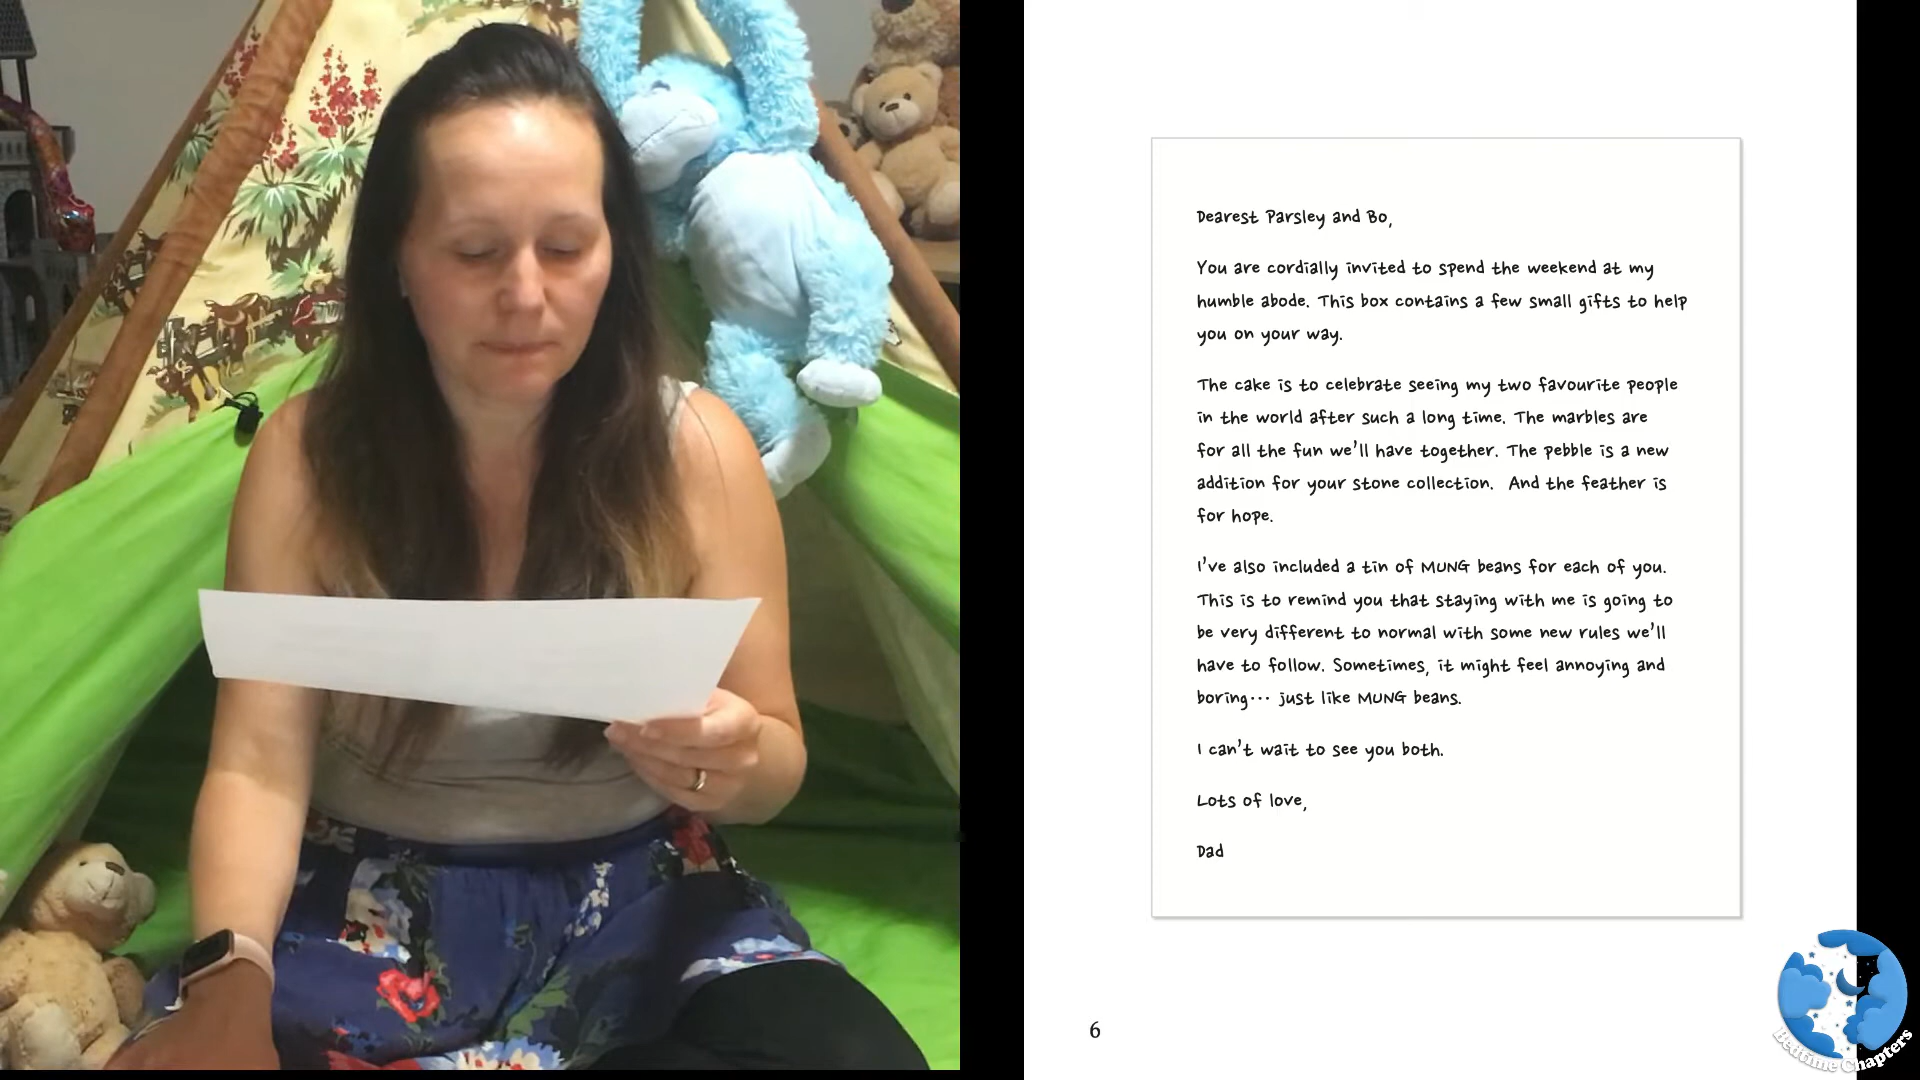 Dearest Parsley and Bo,
You are cordially invited to spend the weekend at my
humble abode. This box contains a few small gifts to help
you on your way.
The cake is to celebrate seeing my two favourite people
in the world after such a long time. The marbles are
for all the fun we'll have together. The pebble is a new
addition for your stone collection.  And the feather is
for hope.
I've also included a tin of MUNG beans for each of you.
This is to remind you that staying with me is going to
be very different to normal with some new rules we'll
have to follow. Sometimes, it might feel annoying and
boring... just like MUNG beans.
I can't wait to see you both.
Lots of love,
Dad
6
Bedtime Chapters